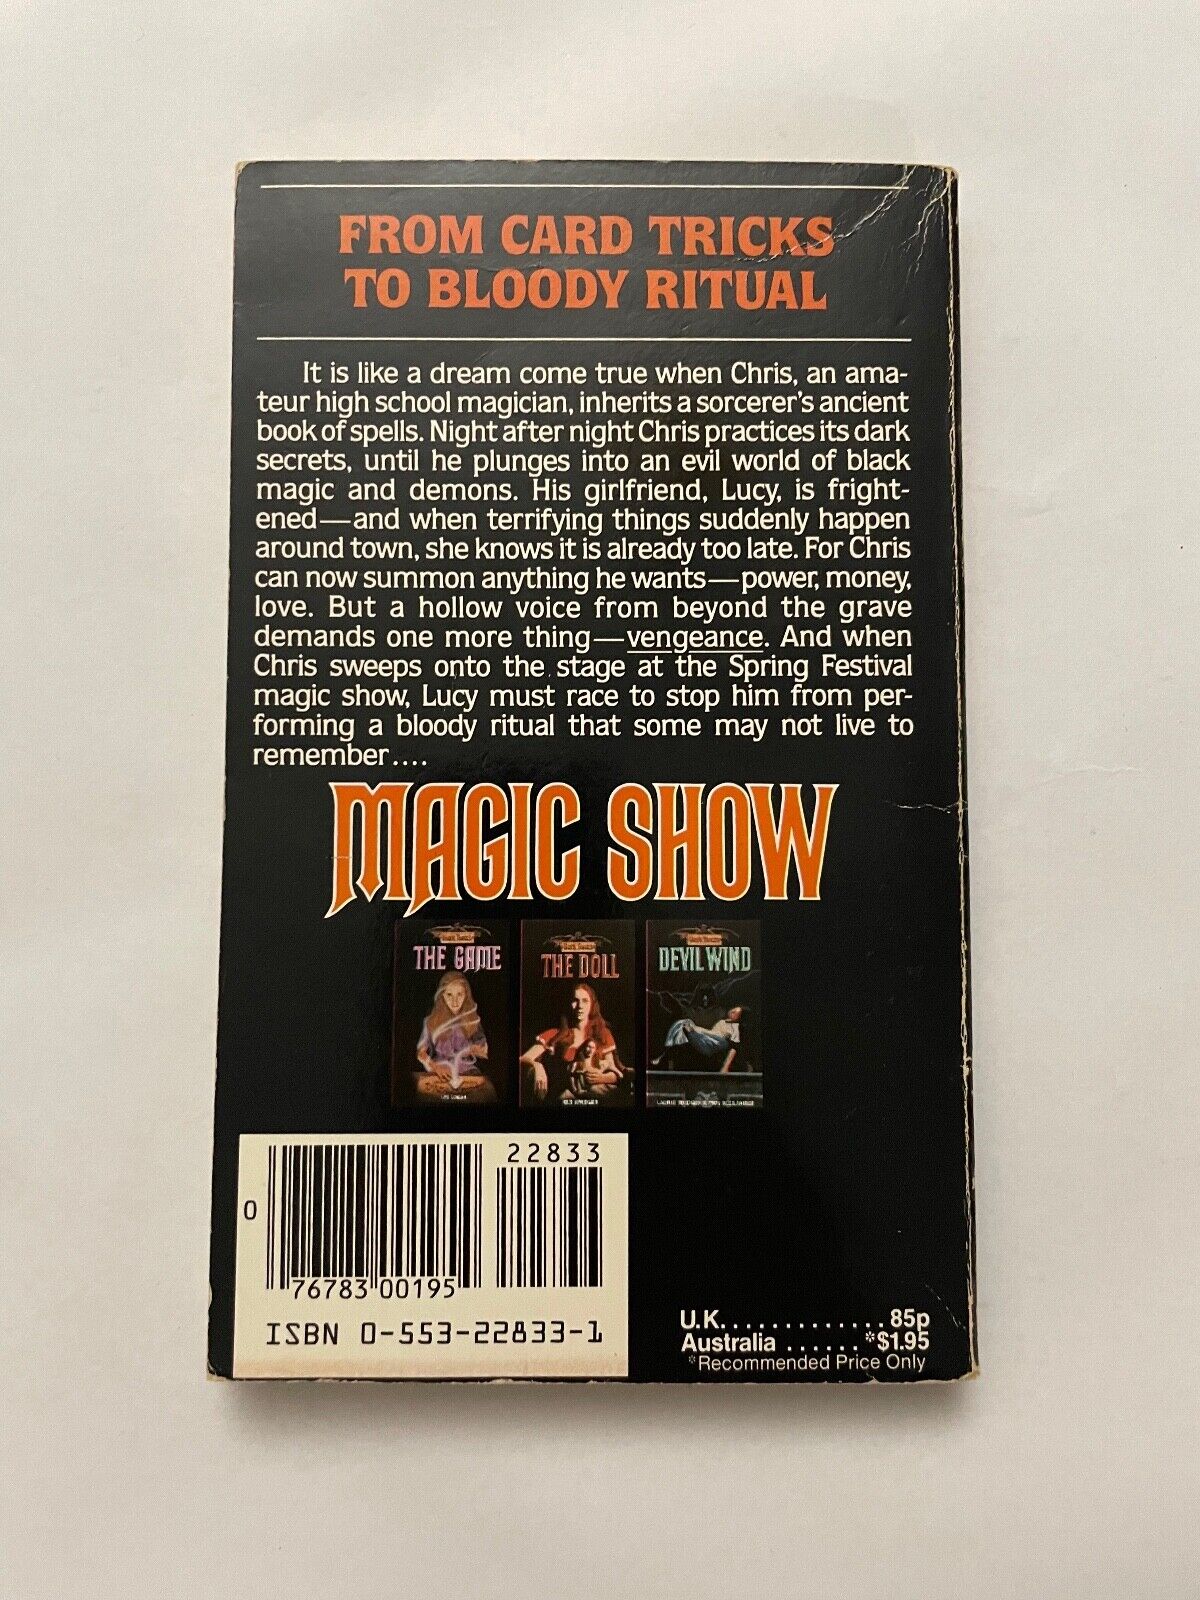 FROM CARD TRICKS
TO BLOODY RITUAL
It is like a dream come true when Chris, an ama-
teur high school magician, inherits a sorcerer's ancient
book of spells. Night after night Chris practices its dark
secrets, until he plunges into an evil world of black
magic and demons. His girlfriend, Lucy, is fright-
ened—and when terrifying things suddenly happen
around town, she knows it is already too late. For Chris
can now summon anything he wants—power, money,
love. But a hollow voice from beyond the grave
demands one more thing—vengeance. And when
Chris sweeps onto the stage at the Spring Festival
magic show, Lucy must race to stop him from per-
forming a bloody ritual that some may not live to
remember....
MAGIC SHOW
THE GAME
THE DOLL
DEVIL WIND
22833
0
76783 00195
ISBN 0-553-22833-1
U.K. . . . . . . . . . . . . . 85p
Australia . . . . . . *$1.95
*Recommended Price Only